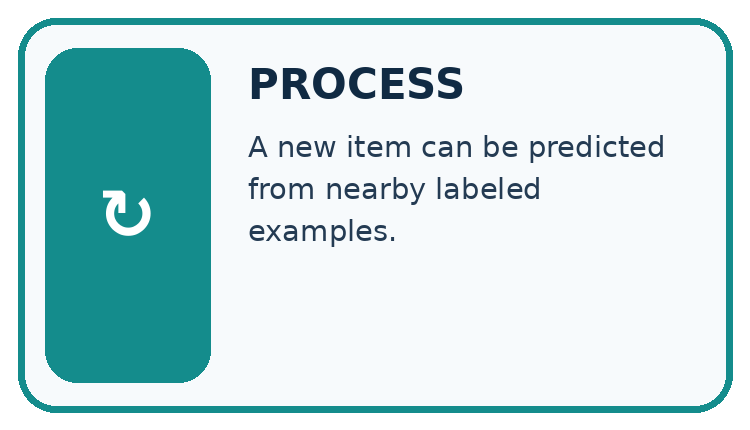 PROCESS
A new item can be predicted
from nearby labeled
examples.